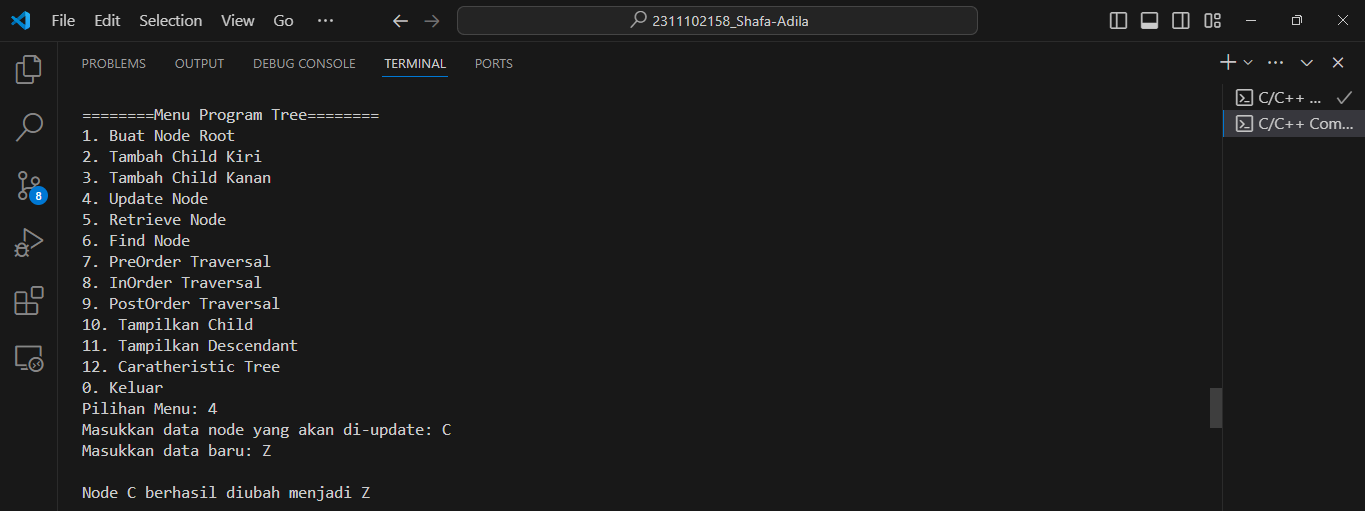 File Edit Selection View Go ...
2311102158_Shafa-Adila
PROBLEMS OUTPUT DEBUG CONSOLE TERMINAL PORTS
C/C++ ...
C/C++ Com...
8
========Menu Program Tree========
1. Buat Node Root
2. Tambah Child Kiri
3. Tambah Child Kanan
4. Update Node
5. Retrieve Node
6. Find Node
7. PreOrder Traversal
8. InOrder Traversal
9. PostOrder Traversal
10. Tampilkan Child
11. Tampilkan Descendant
12. Caratheristic Tree
0. Keluar
Pilihan Menu: 4
Masukkan data node yang akan di-update: C
Masukkan data baru: Z
Node C berhasil diubah menjadi Z